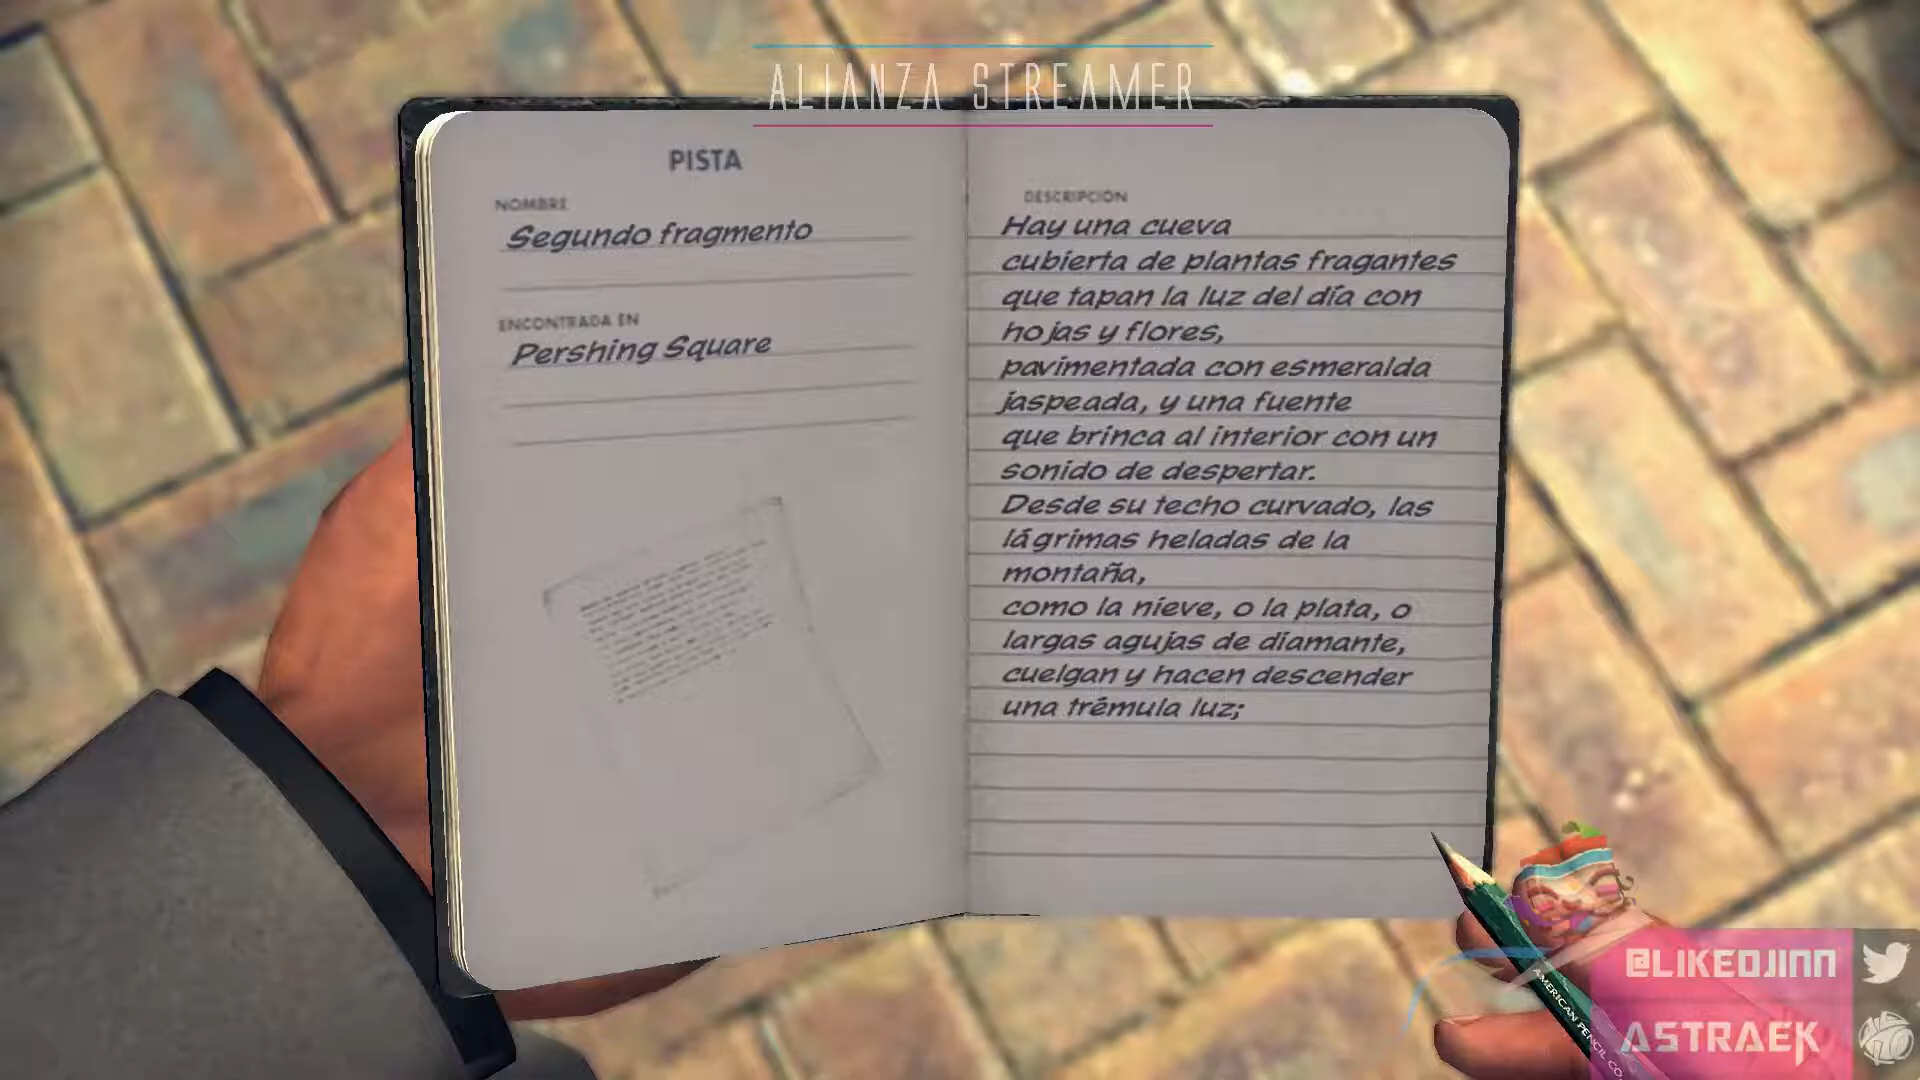 ALIANZA STREAMER
PISTA
NOMBRE
Segundo fragmento
ENCONTRADA EN
Pershing Square
DESCRIPCIÓN
Hay una cueva
cubierta de plantas fragantes
que tapan la luz del día con
hojas y flores,
pavimentada con esmeralda
jaspeada, y una fuente
que brinca al interior con un
sonido de despertar.
Desde su techo curvado, las
lágrimas heladas de la
montaña,
como la nieve, o la plata, o
largas agujas de diamante,
cuelgan y hacen descender
una trémula luz;
AMERICAN PENCIL CO
@LIKEDJINN
ASTRAEK